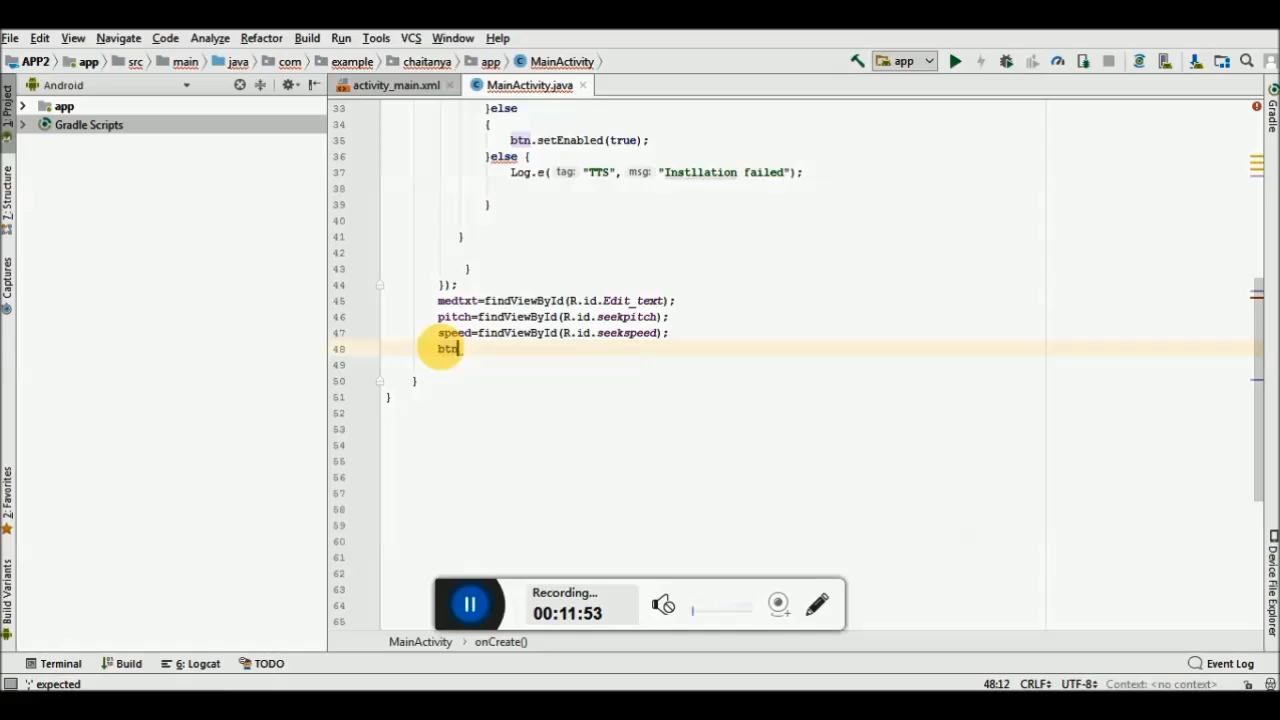 File Edit View Navigate Code Analyze Refactor Build Run Tools VCS Window Help
APP2 app src main java com example chaitanya app MainActivity app
Android activity_main.xml MainActivity.java
app
Gradle Scripts
1: Project
7: Structure
Captures
2: Favorites
Build Variants
33 }else
34 {
35 btn.setEnabled(true);
36 }else {
37 Log.e( tag: "TTS", msg: "Instllation failed");
38
39 }
40
41 }
42
43 }
44 });
45 medtxt=findViewById(R.id.Edit_text);
46 pitch=findViewById(R.id.seekpitch);
47 speed=findViewById(R.id.seekspeed);
48 btn
49
50 }
51 }
52
53
54
55
56
57
58
59
60
61
62
63
64
65
Gradle
Device File Explorer
Recording...
00:11:53
MainActivity onCreate()
Terminal Build 6: Logcat TODO Event Log
';' expected 48:12 CRLF UTF-8 Context: <no context>